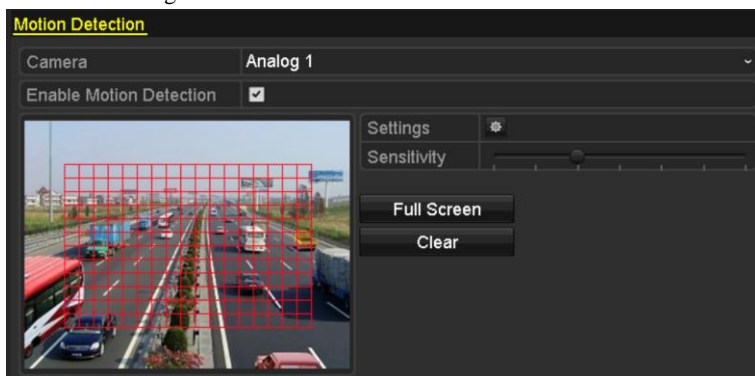 Motion Detection
Camera Analog 1
Enable Motion Detection
Settings
Sensitivity
Full Screen
Clear